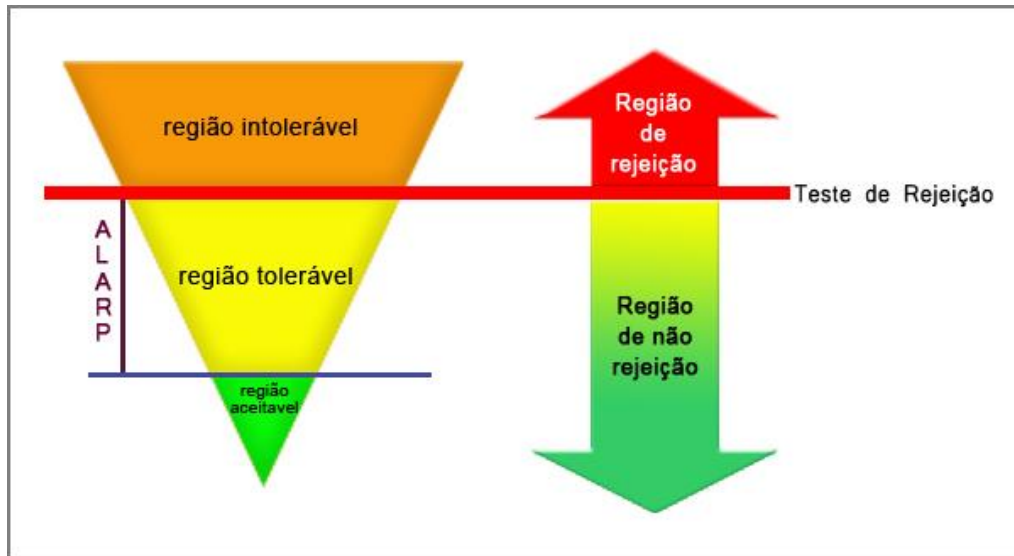 região intolerável
A
L
A
R
P
região tolerável
região
aceitavel
Região
de
rejeição
Teste de Rejeição
Região
de não
rejeição